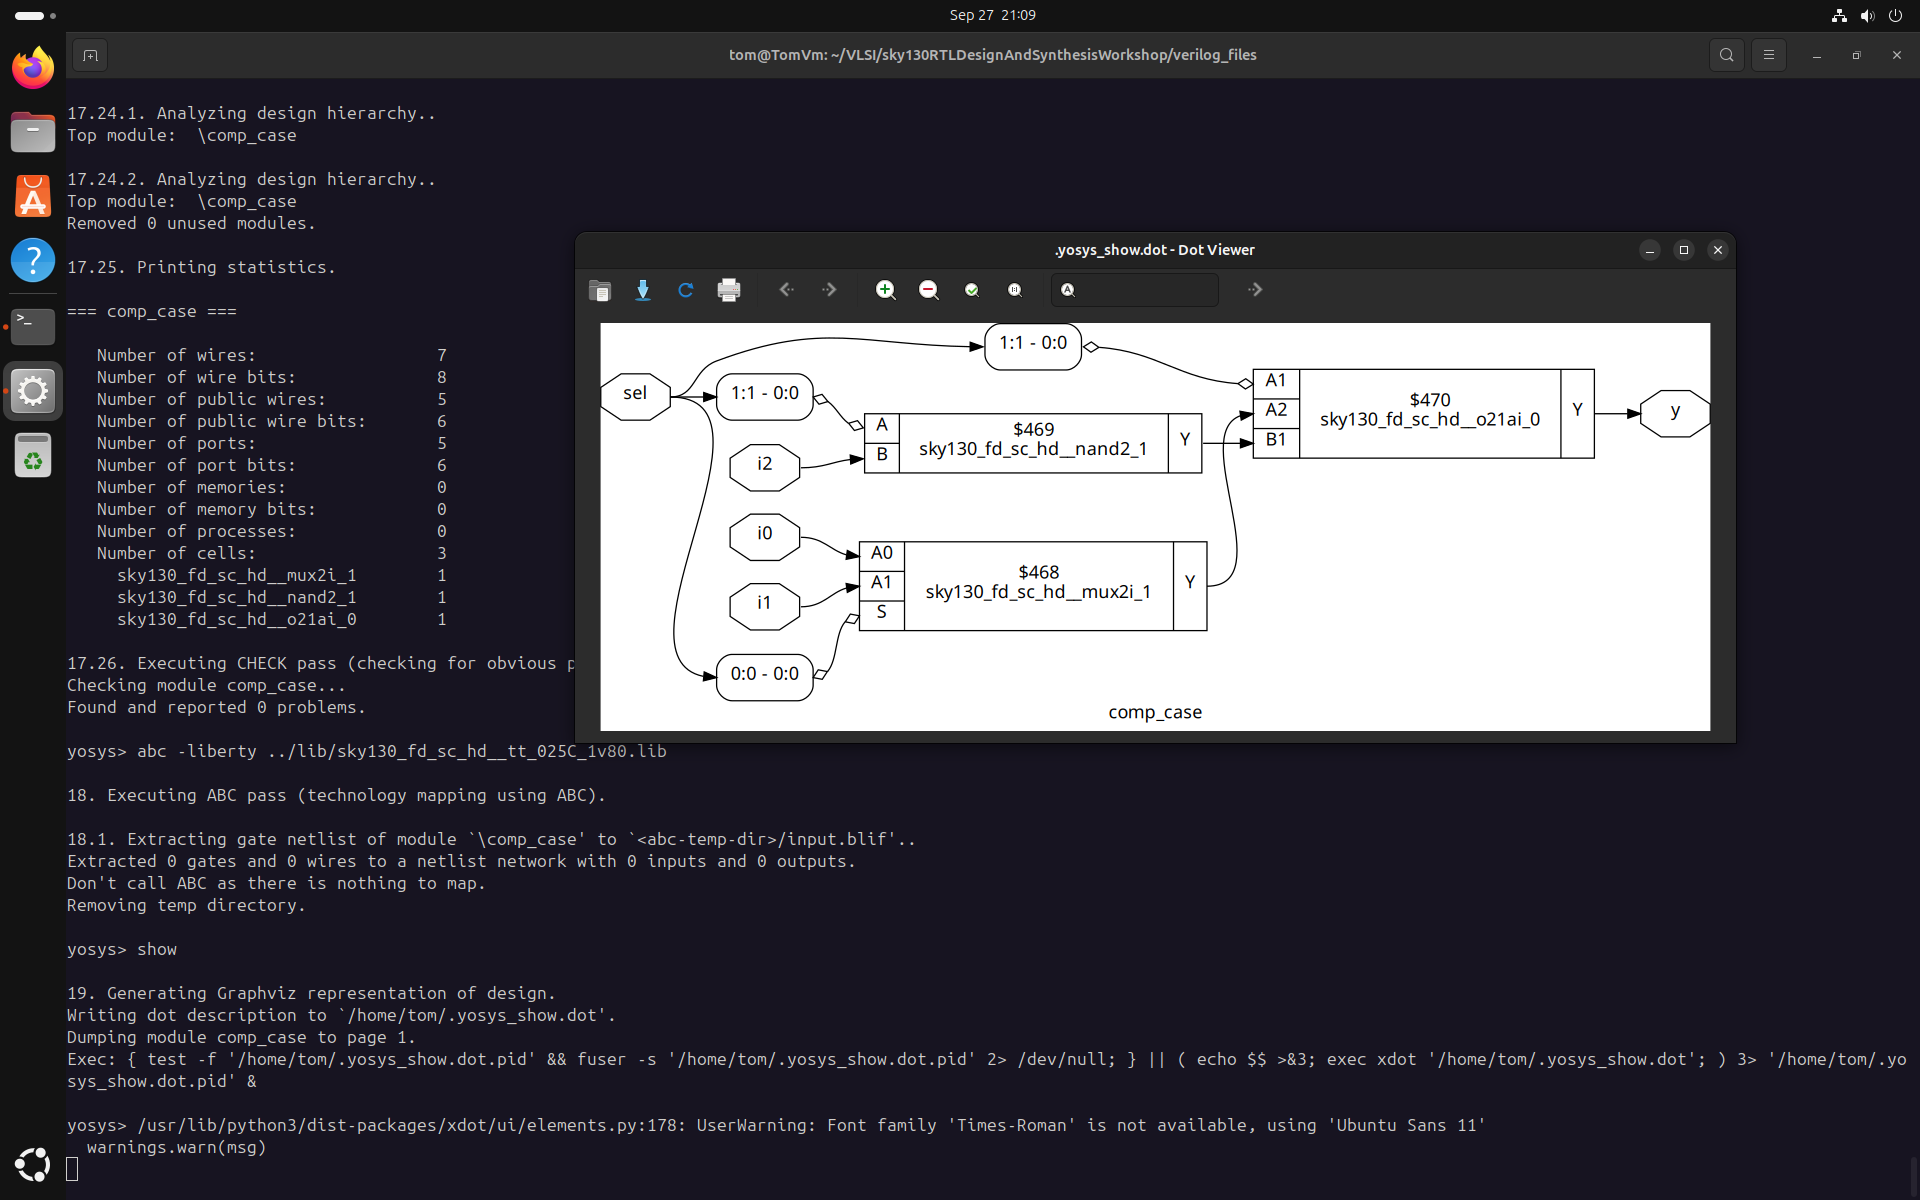 Sep 27 21:09
tom@TomVm: ~/VLSI/sky130RTLDesignAndSynthesisWorkshop/verilog_files
17.24.1. Analyzing design hierarchy..
Top module:  \comp_case
17.24.2. Analyzing design hierarchy..
Top module:  \comp_case
Removed 0 unused modules.
17.25. Printing statistics.
=== comp_case ===
Number of wires: 7
Number of wire bits: 8
Number of public wires: 5
Number of public wire bits: 6
Number of ports: 5
Number of port bits: 6
Number of memories: 0
Number of memory bits: 0
Number of processes: 0
Number of cells: 3
sky130_fd_sc_hd__mux2i_1 1
sky130_fd_sc_hd__nand2_1 1
sky130_fd_sc_hd__o21ai_0 1
17.26. Executing CHECK pass (checking for obvious p
Checking module comp_case...
Found and reported 0 problems.
yosys> abc -liberty ../lib/sky130_fd_sc_hd__tt_025C_1v80.lib
18. Executing ABC pass (technology mapping using ABC).
18.1. Extracting gate netlist of module `\comp_case' to `<abc-temp-dir>/input.blif'..
Extracted 0 gates and 0 wires to a netlist network with 0 inputs and 0 outputs.
Don't call ABC as there is nothing to map.
Removing temp directory.
yosys> show
19. Generating Graphviz representation of design.
Writing dot description to `/home/tom/.yosys_show.dot'.
Dumping module comp_case to page 1.
Exec: { test -f '/home/tom/.yosys_show.dot.pid' && fuser -s '/home/tom/.yosys_show.dot.pid' 2> /dev/null; } || ( echo $$ >&3; exec xdot '/home/tom/.yosys_show.dot'; ) 3> '/home/tom/.yo
sys_show.dot.pid' &
yosys> /usr/lib/python3/dist-packages/xdot/ui/elements.py:178: UserWarning: Font family 'Times-Roman' is not available, using 'Ubuntu Sans 11'
warnings.warn(msg)
.yosys_show.dot - Dot Viewer
1:1 - 0:0
sel
1:1 - 0:0
A
B
$469
sky130_fd_sc_hd__nand2_1
Y
A1
A2
B1
$470
sky130_fd_sc_hd__o21ai_0
Y
y
i2
i0
i1
A0
A1
S
$468
sky130_fd_sc_hd__mux2i_1
Y
0:0 - 0:0
comp_case